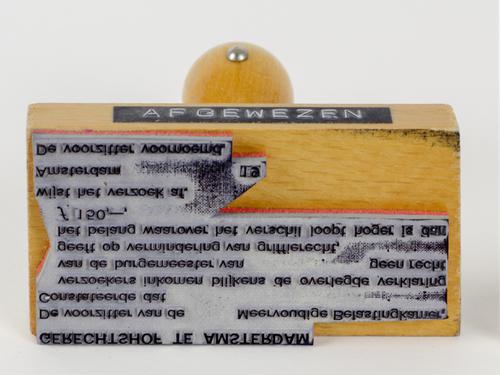 AFGEWEZEN
GERECHTSHOF TE AMSTERDAM
De voorzitter van de Meervoudige Belastingkamer,
Constateerde dat
verzoekers inkomen blijkens de overlegde verklaring
van de burgemeester van geen recht
geeft op vermindering van griffierecht,
het belang waarover het verschil loopt hoger is dan
ƒ 150,—,
wijst het verzoek af.
Amsterdam 19
De voorzitter voornoemd,